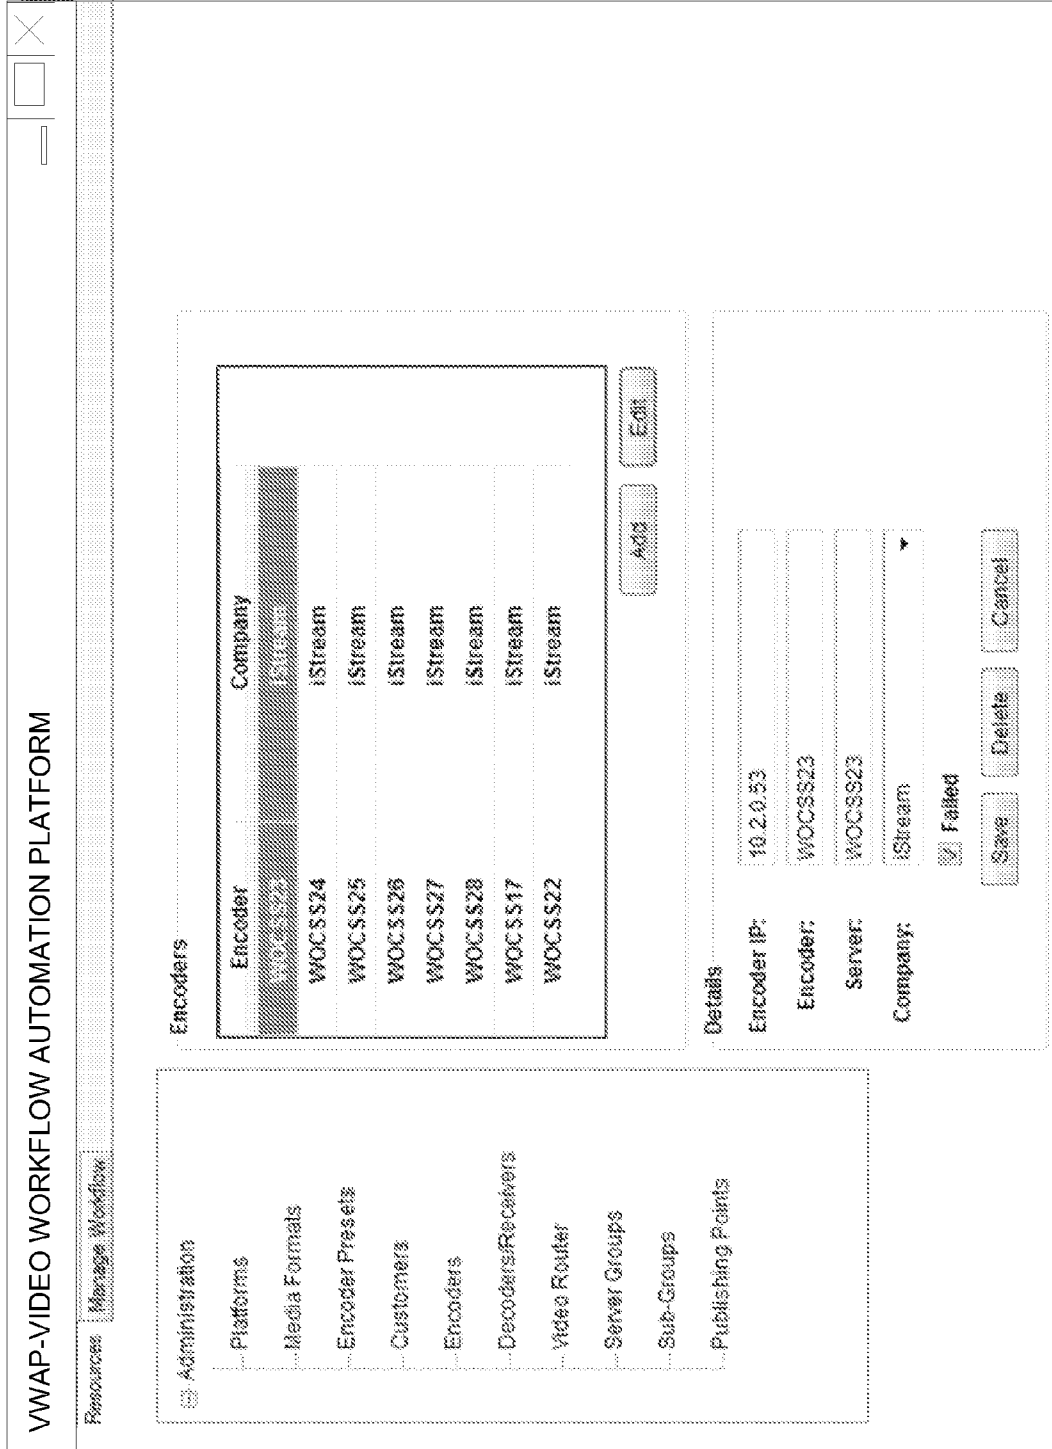 VWAP-VIDEO WORKFLOW AUTOMATION PLATFORM
Resources Manage Workflow
Administration
Platforms
Media Formats
Encoder Presets
Customers
Encoders
Decoders/Receivers
Video Router
Server Groups
Sub-Groups
Publishing Points
Encoders
Encoder Company
iStream
WOCSS24 iStream
WOCSS25 iStream
WOCSS26 iStream
WOCSS27 iStream
WOCSS28 iStream
WOCSS17 iStream
WOCSS22 iStream
Add Edit
Details
Encoder IP: 10.2.0.53
Encoder: WOCSS23
Server: WOCSS23
Company: iStream
Failed
Save Delete Cancel